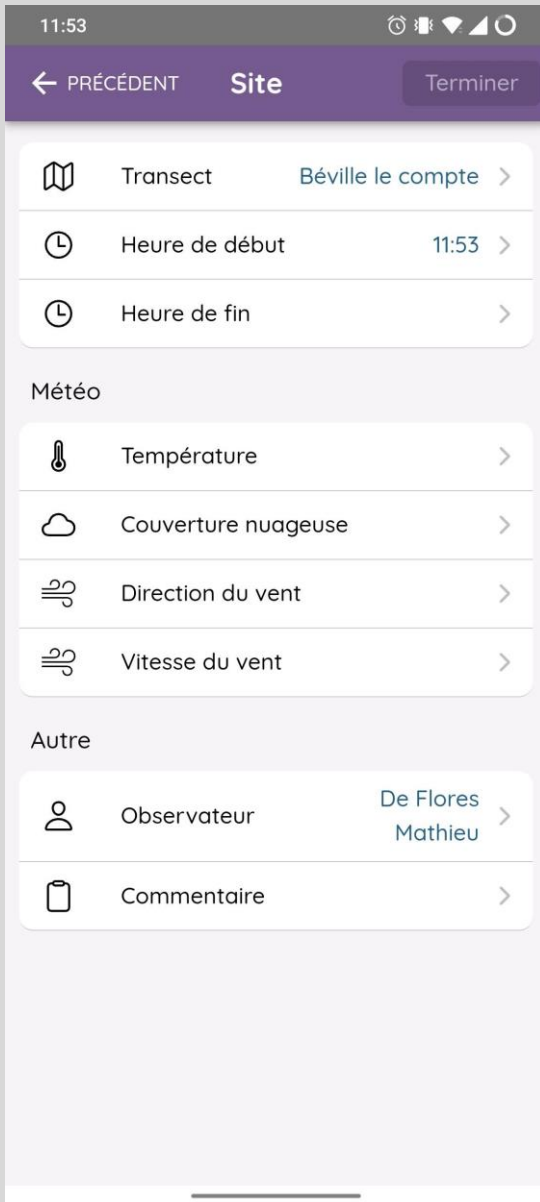 11:53
PRÉCÉDENT Site Terminer
Transect Béville le compte
Heure de début 11:53
Heure de fin
Météo
Température
Couverture nuageuse
Direction du vent
Vitesse du vent
Autre
Observateur De Flores
Mathieu
Commentaire